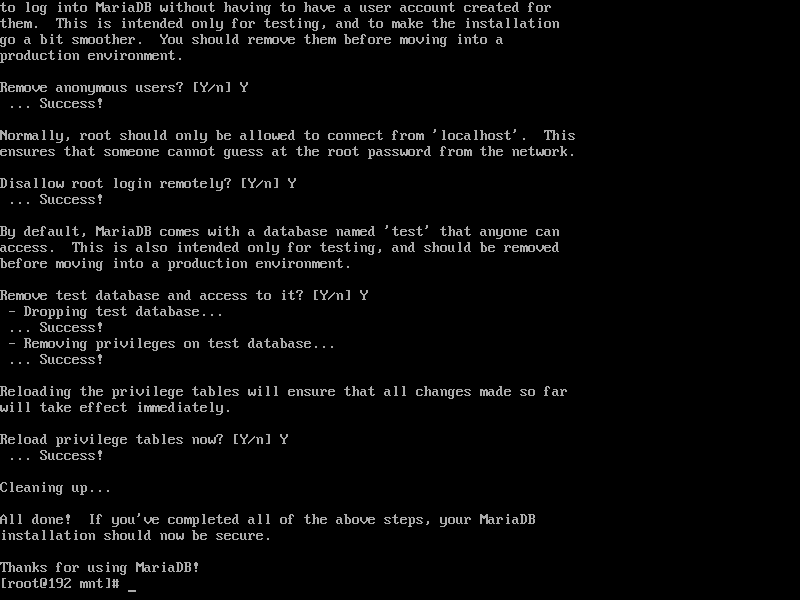 to log into MariaDB without having to have a user account created for
them.  This is intended only for testing, and to make the installation
go a bit smoother.  You should remove them before moving into a
production environment.
Remove anonymous users? [Y/n] Y
 ... Success!
Normally, root should only be allowed to connect from 'localhost'.  This
ensures that someone cannot guess at the root password from the network.
Disallow root login remotely? [Y/n] Y
 ... Success!
By default, MariaDB comes with a database named 'test' that anyone can
access.  This is also intended only for testing, and should be removed
before moving into a production environment.
Remove test database and access to it? [Y/n] Y
 - Dropping test database...
 ... Success!
 - Removing privileges on test database...
 ... Success!
Reloading the privilege tables will ensure that all changes made so far
will take effect immediately.
Reload privilege tables now? [Y/n] Y
 ... Success!
Cleaning up...
All done!  If you've completed all of the above steps, your MariaDB
installation should now be secure.
Thanks for using MariaDB!
[root@192 mnt]# _